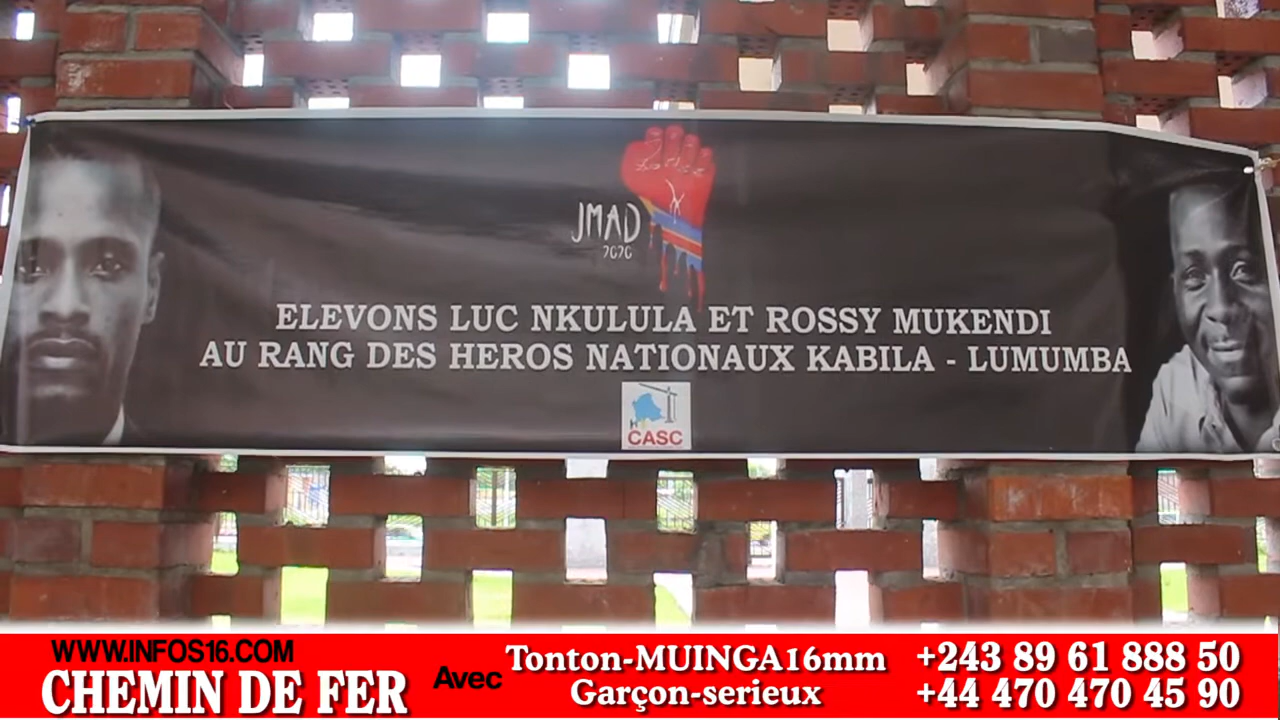 JMAD
ELEVONS LUC NKULULA ET ROSSY MUKENDI
AU RANG DES HEROS NATIONAUX KABILA - LUMUMBA
CASC
WWW.INFOS16.COM
CHEMIN DE FER
Avec
Tonton-MUINGA16mm
Garçon-serieux
+243 89 61 888 50
+44 470 470 45 90